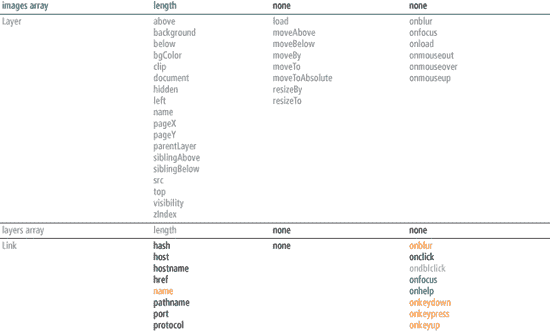 images array length none none
Layer above load onblur
background moveAbove onfocus
below moveBelow onload
bgColor moveBy onmouseout
clip moveTo onmouseover
document moveToAbsolute onmouseup
hidden resizeBy
left resizeTo
name
pageX
pageY
parentLayer
siblingAbove
siblingBelow
src
top
visibility
zIndex
layers array length none none
Link hash none onblur
host onclick
hostname ondblclick
href onfocus
name onhelp
pathname onkeydown
port onkeypress
protocol onkeyup